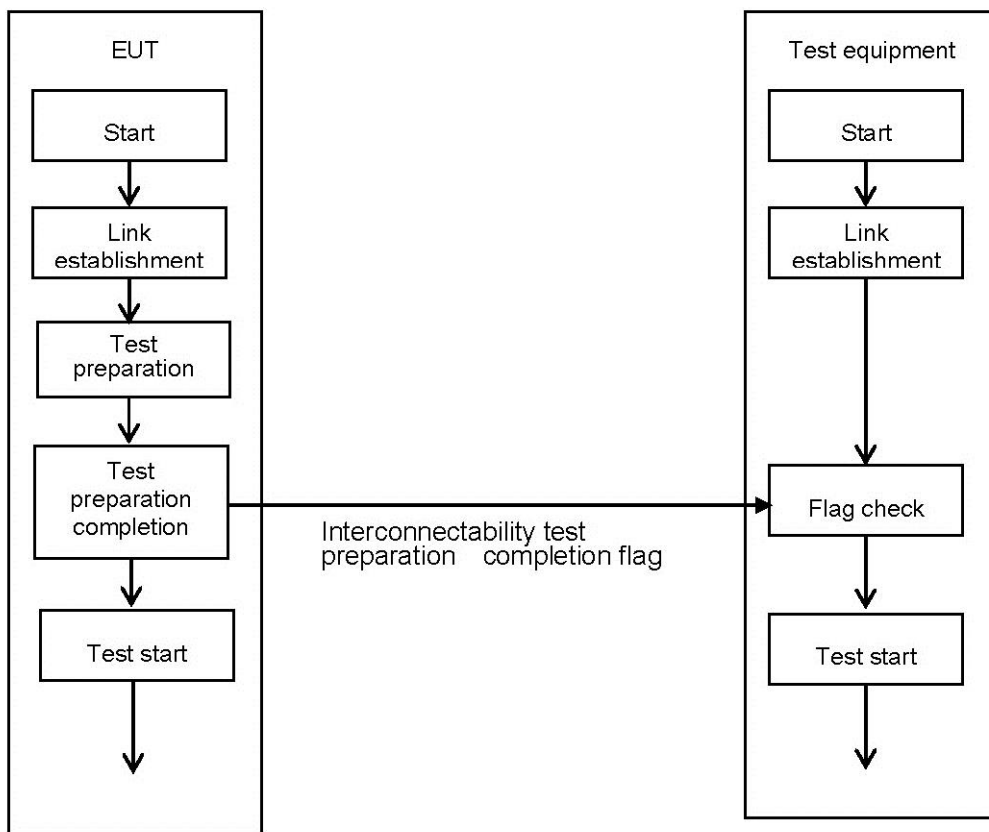 EUT
Start
Link
establishment
Test
preparation
Test
preparation
completion
Test start
Interconnectability test
preparation completion flag
Test equipment
Start
Link
establishment
Flag check
Test start